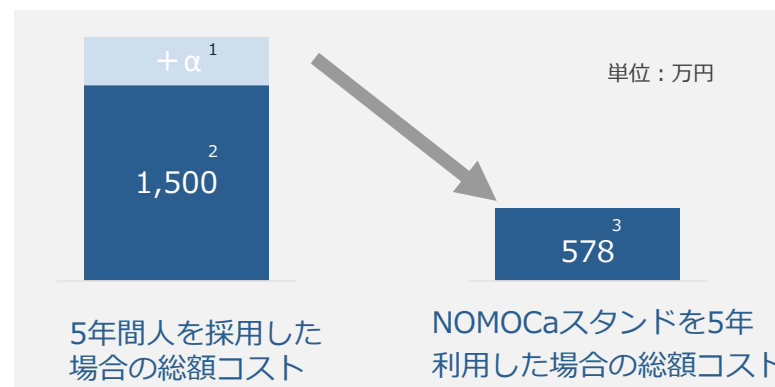 +α 1
単位：万円
2
1,500
3
578
5年間人を採用した
場合の総額コスト
NOMOCaスタンドを5年
利用した場合の総額コスト